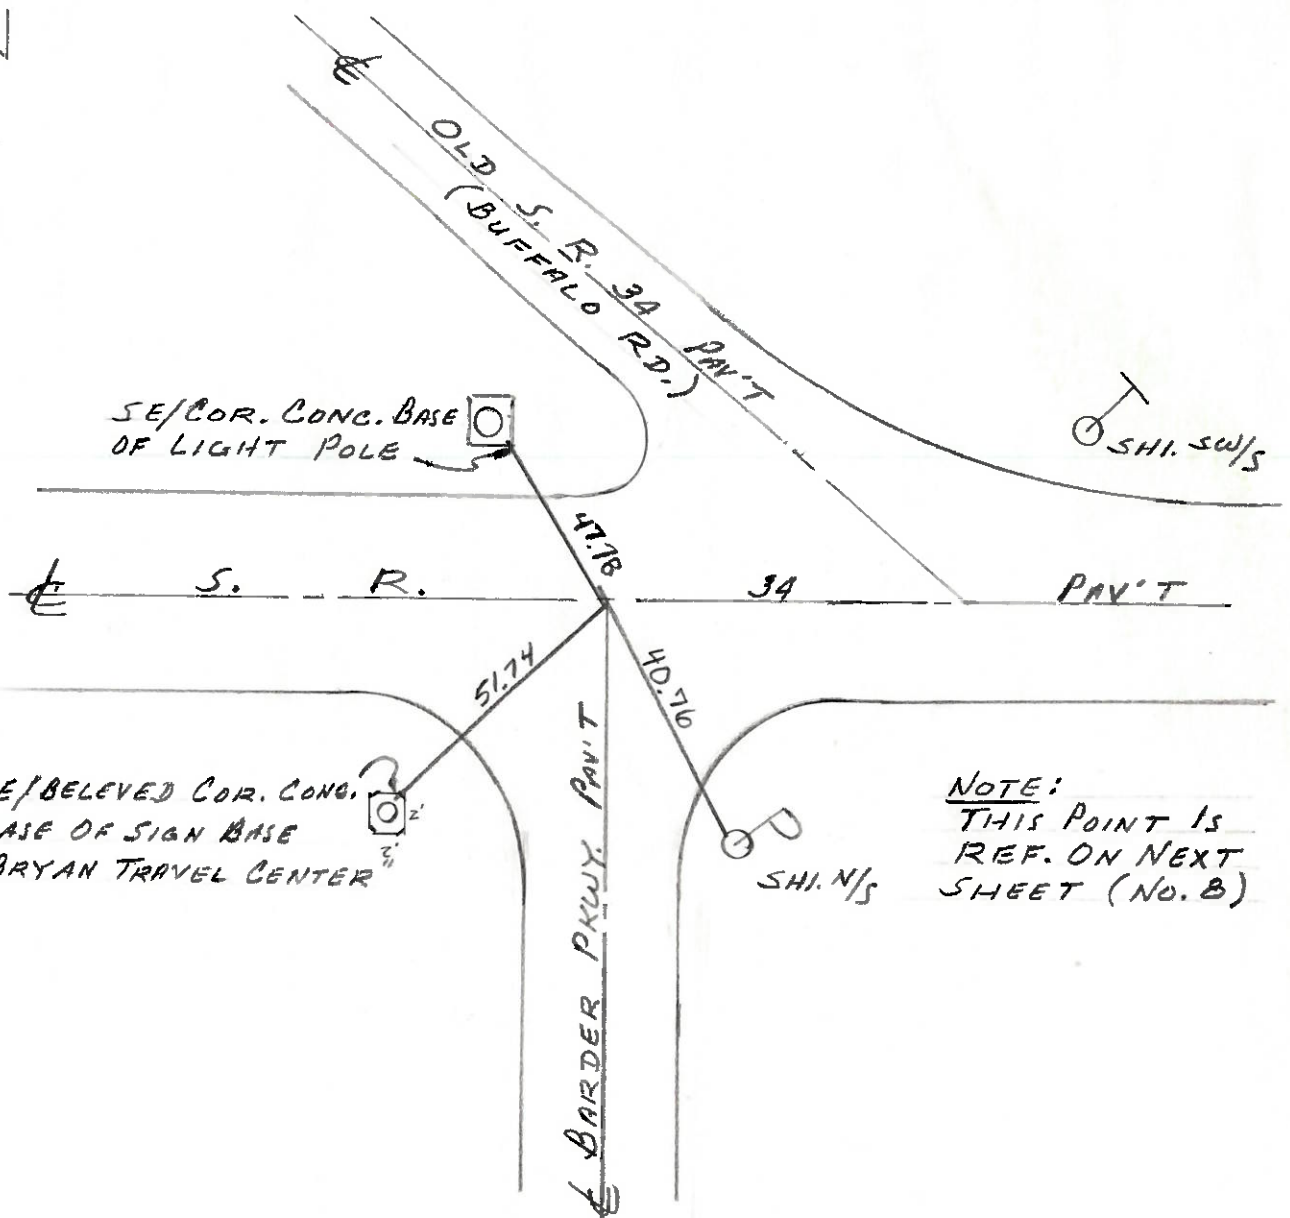 ℄
OLD S. R. 34 PAV'T
(BUFFALO RD.)
SE/COR. CONC. BASE
OF LIGHT POLE
SHI. SW/S
47.78
℄ S. R. 34 PAV'T
51.74
40.76
E/BELEVED COR. CONC.
ASE OF SIGN BASE
BRYAN TRAVEL CENTER"
2'
2'
SHI. N/S
NOTE:
THIS POINT IS
REF. ON NEXT
SHEET (NO. 8)
℄ BARDER PKWY. PAV'T